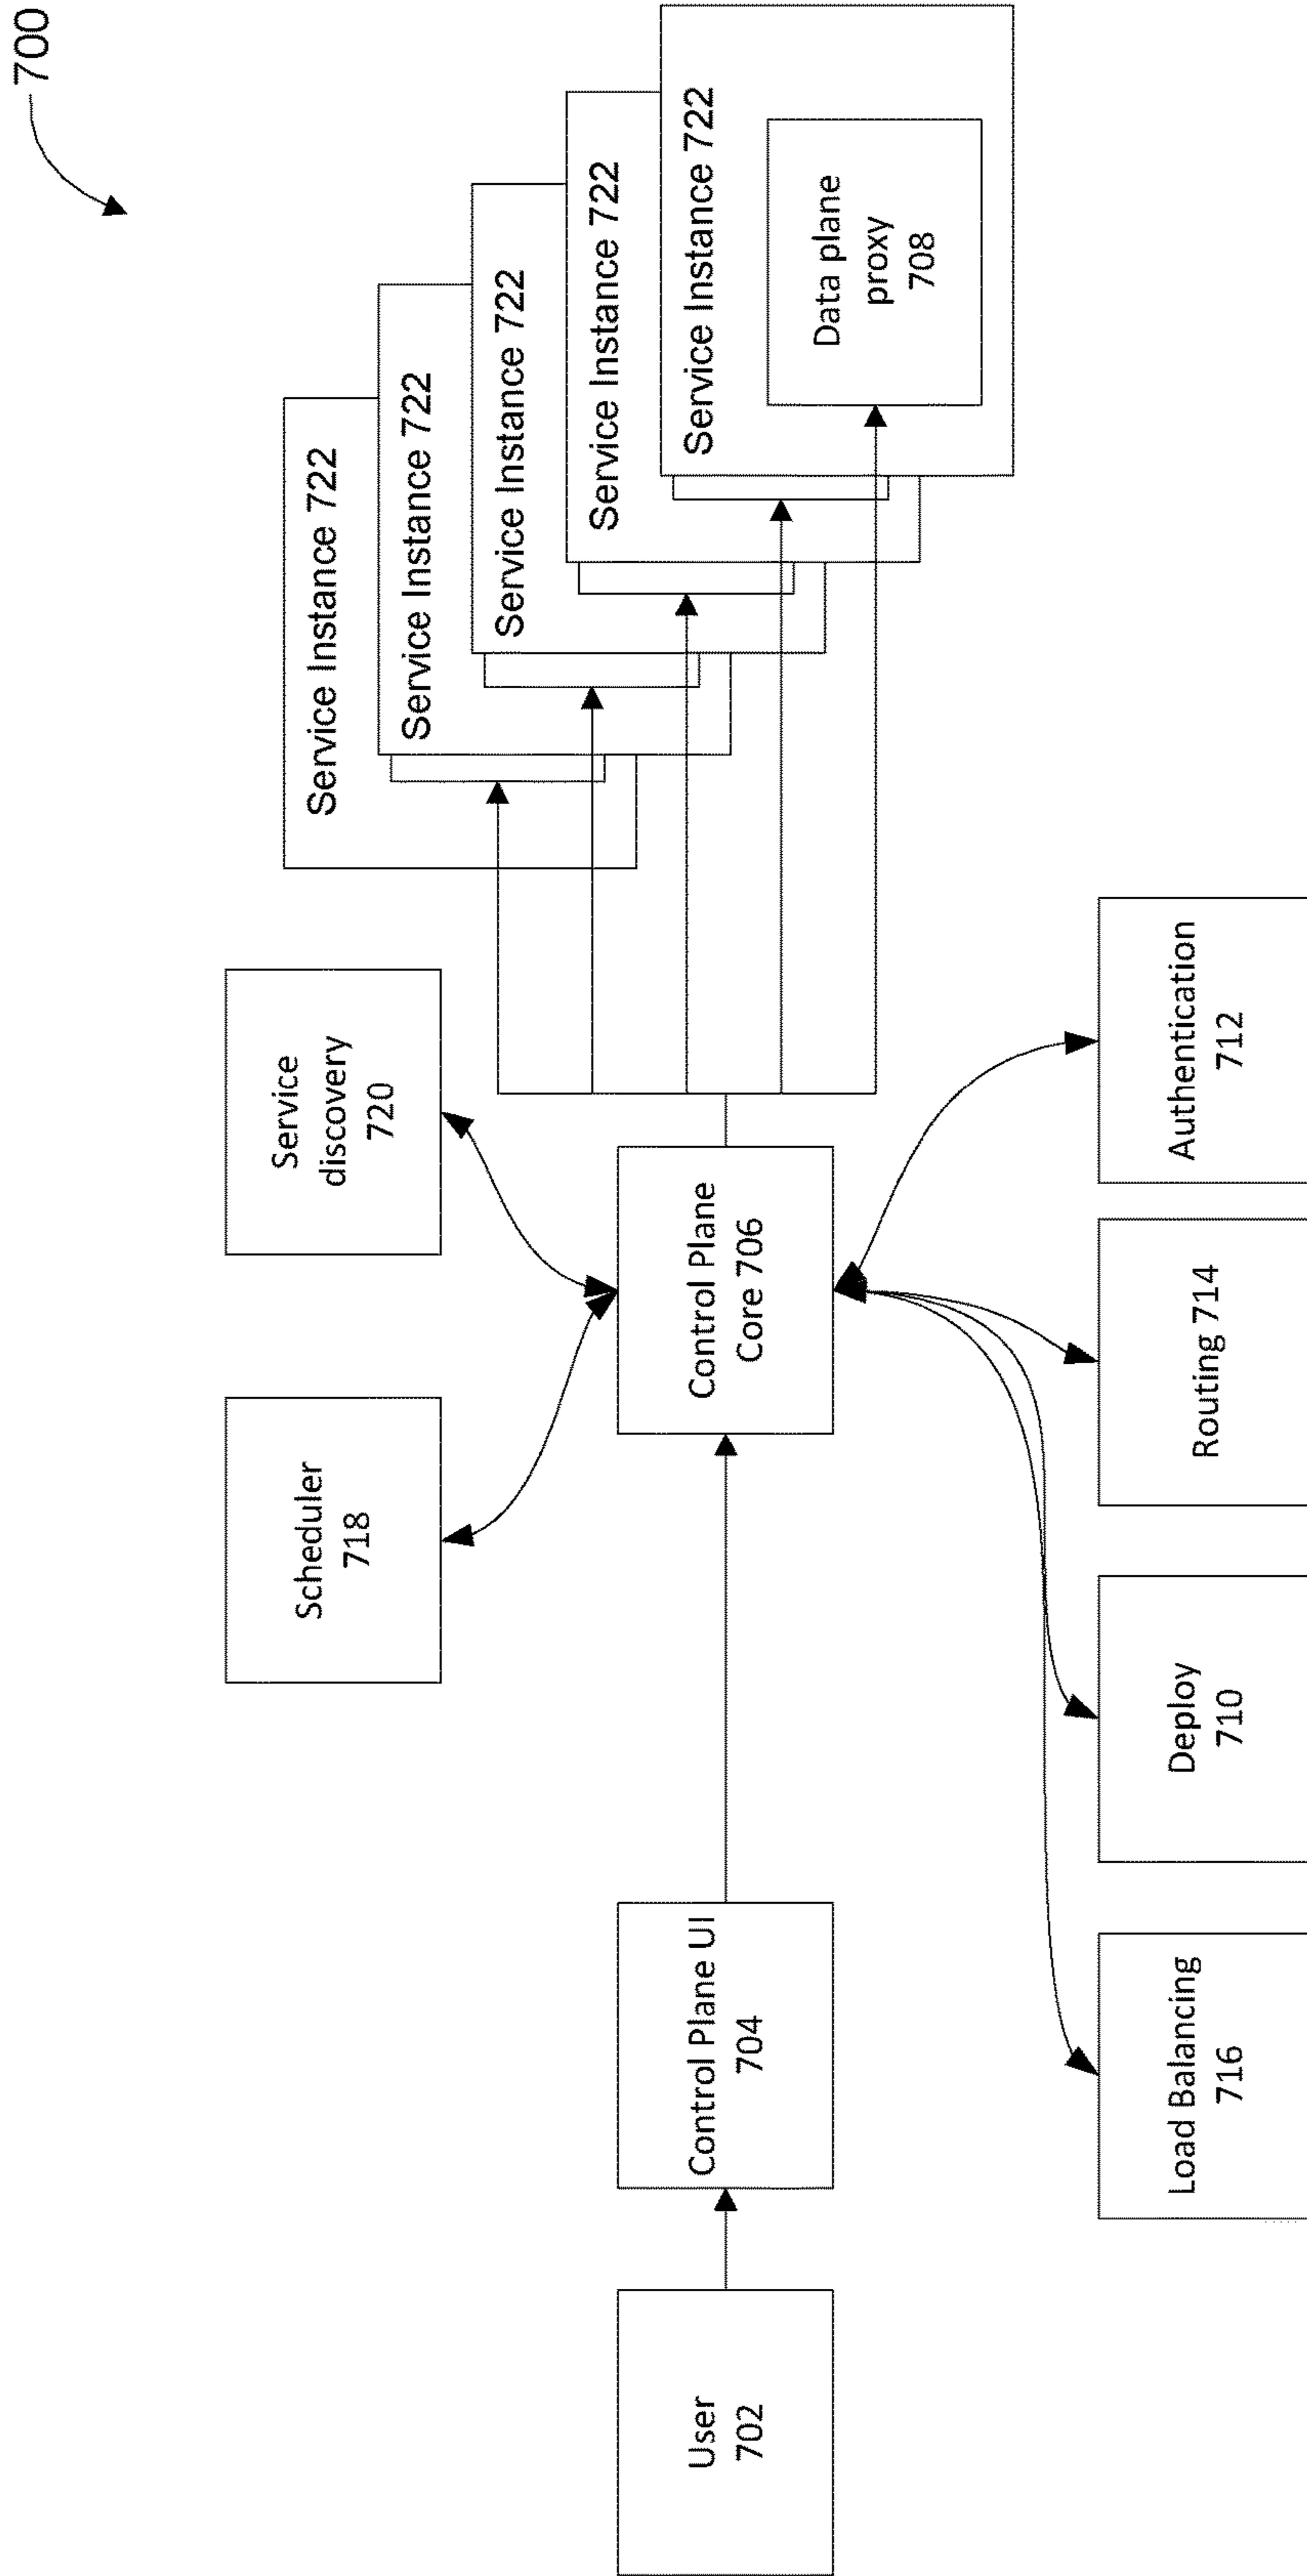 700
Service Instance 722
Service Instance 722
Service Instance 722
Service Instance 722
Service Instance 722
Data plane
proxy
708
Scheduler
718
Service
discovery
720
User
702
Control Plane UI
704
Control Plane
Core 706
Load Balancing
716
Deploy
710
Routing 714
Authentication
712